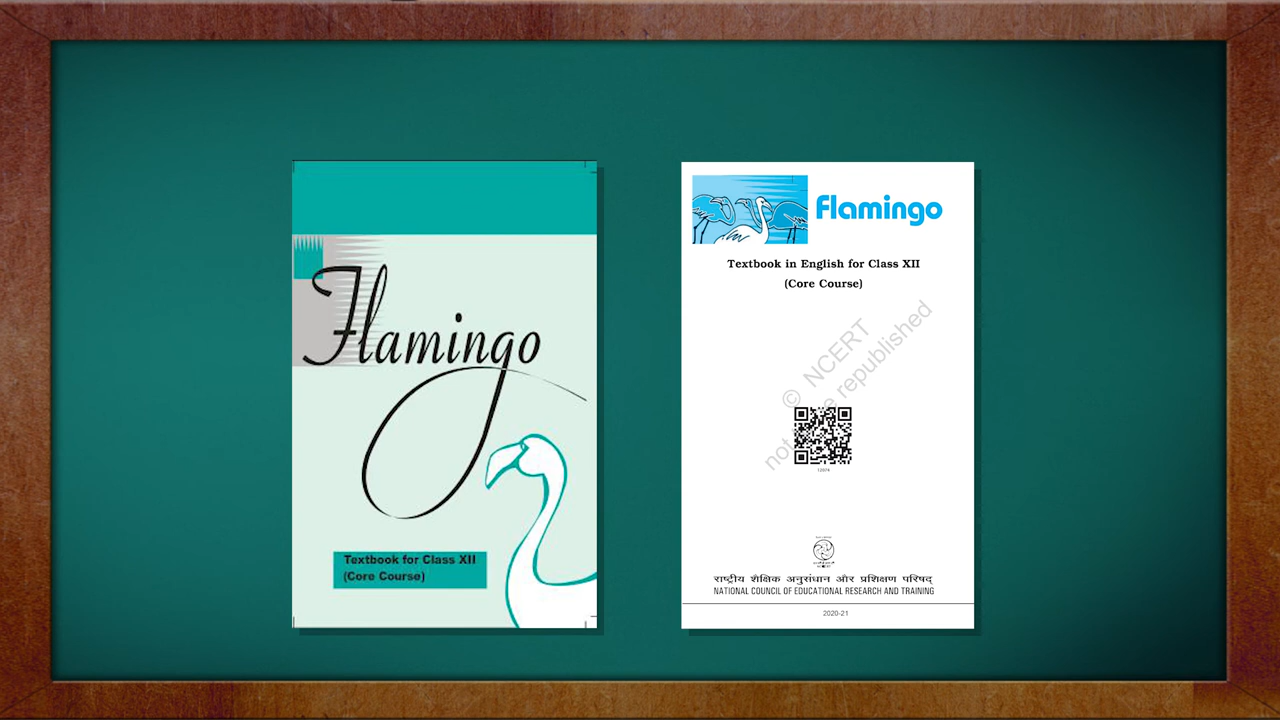 Flamingo
Textbook for Class XII
(Core Course)
Flamingo
Textbook in English for Class XII
(Core Course)
© NCERT
not be republished
12074
राष्ट्रीय शैक्षिक अनुसंधान और प्रशिक्षण परिषद्
NATIONAL COUNCIL OF EDUCATIONAL RESEARCH AND TRAINING
2020-21